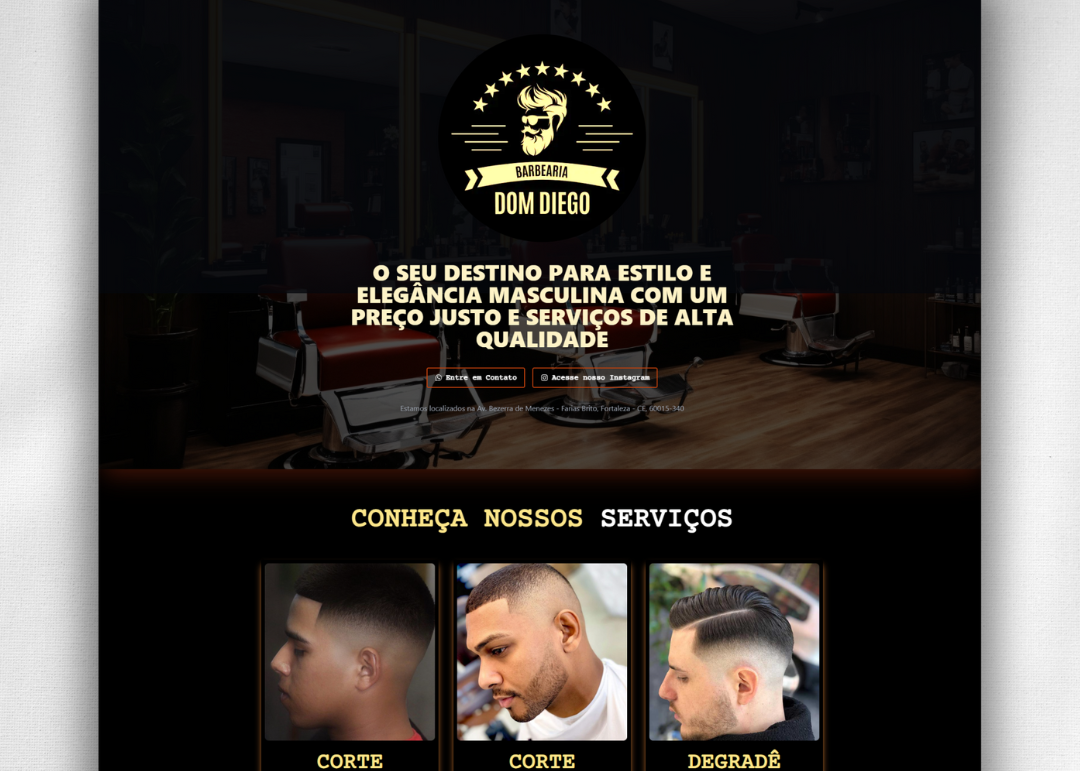 BARBEARIA
DOM DIEGO
O SEU DESTINO PARA ESTILO E
ELEGÂNCIA MASCULINA COM UM
PREÇO JUSTO E SERVIÇOS DE ALTA
QUALIDADE
Entre em Contato
Acesse nosso Instagram
Estamos localizados na Av. Bezerra de Menezes - Farias Brito, Fortaleza - CE, 60015-340
CONHEÇA NOSSOS SERVIÇOS
CORTE
CORTE
DEGRADÊ